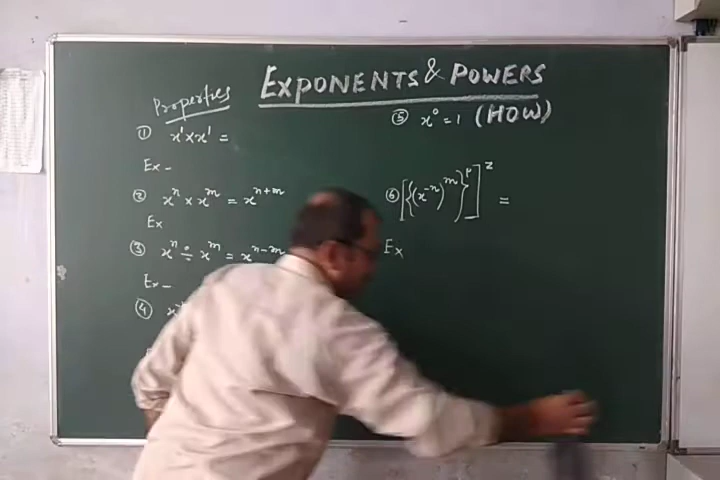 EXPONENTS & POWERS
Properties
① x¹ × x¹ =
Ex -
② xⁿ × xᵐ = xⁿ⁺ᵐ
Ex
③ xⁿ ÷ xᵐ = xⁿ⁻ᵐ
Ex -
④ x
⑤ x⁰ = 1 (HOW)
⑥ [{(x⁻ⁿ)ᵐ}ᵖ]ᶻ =
Ex